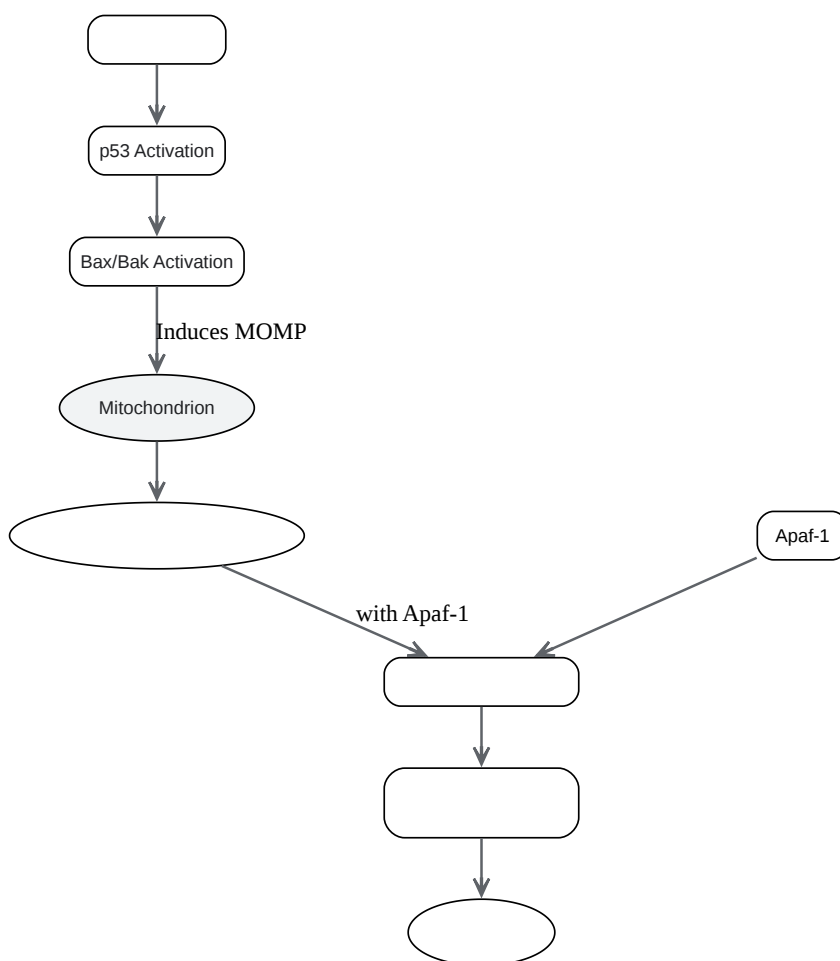 p53 Activation
Bax/Bak Activation
Induces MOMP
Mitochondrion
Apaf-1
with Apaf-1